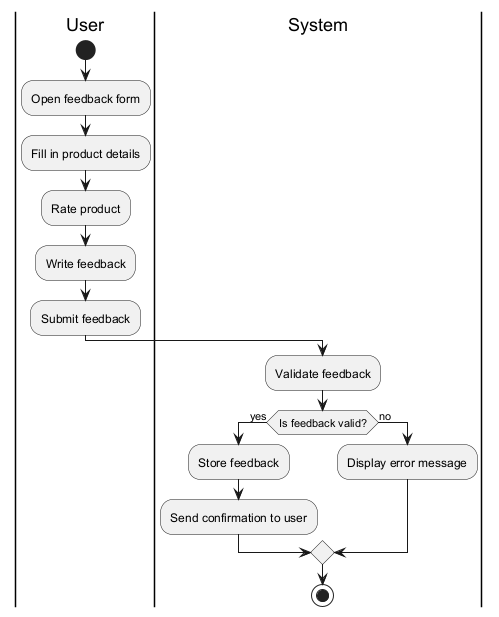 User
System
Open feedback form
Fill in product details
Rate product
Write feedback
Submit feedback
Validate feedback
Is feedback valid?
yes
no
Store feedback
Display error message
Send confirmation to user